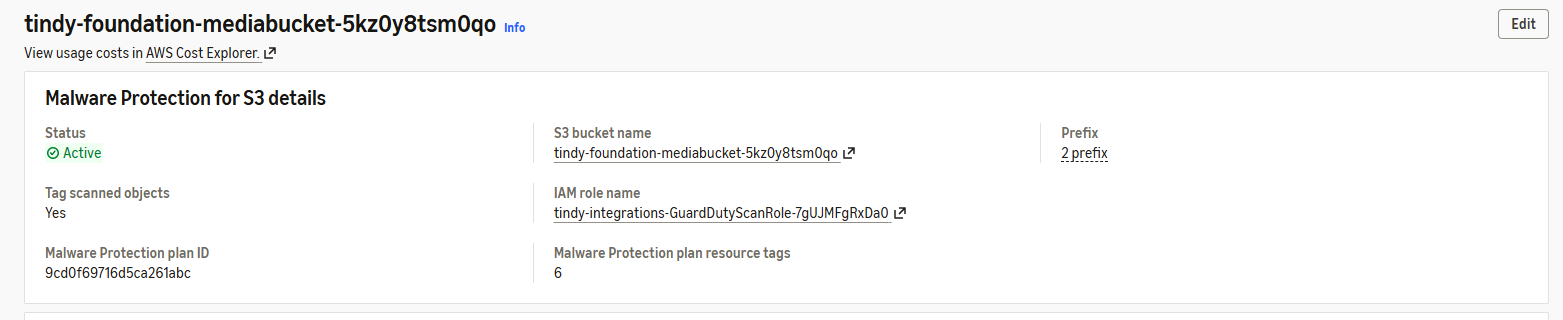 tindy-foundation-mediabucket-5kz0y8tsm0qo Info
Edit
View usage costs in AWS Cost Explorer.
Malware Protection for S3 details
Status
Active
S3 bucket name
tindy-foundation-mediabucket-5kz0y8tsm0qo
Prefix
2 prefix
Tag scanned objects
Yes
IAM role name
tindy-integrations-GuardDutyScanRole-7gUJMFgRxDa0
Malware Protection plan ID
9cd0f69716d5ca261abc
Malware Protection plan resource tags
6